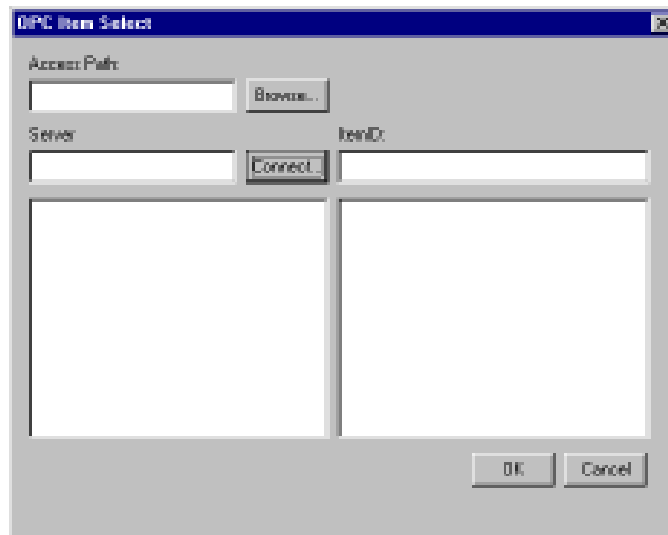 OPC Item Select
Access Path:
Browse...
Server
ItemID:
Connect...
OK
Cancel